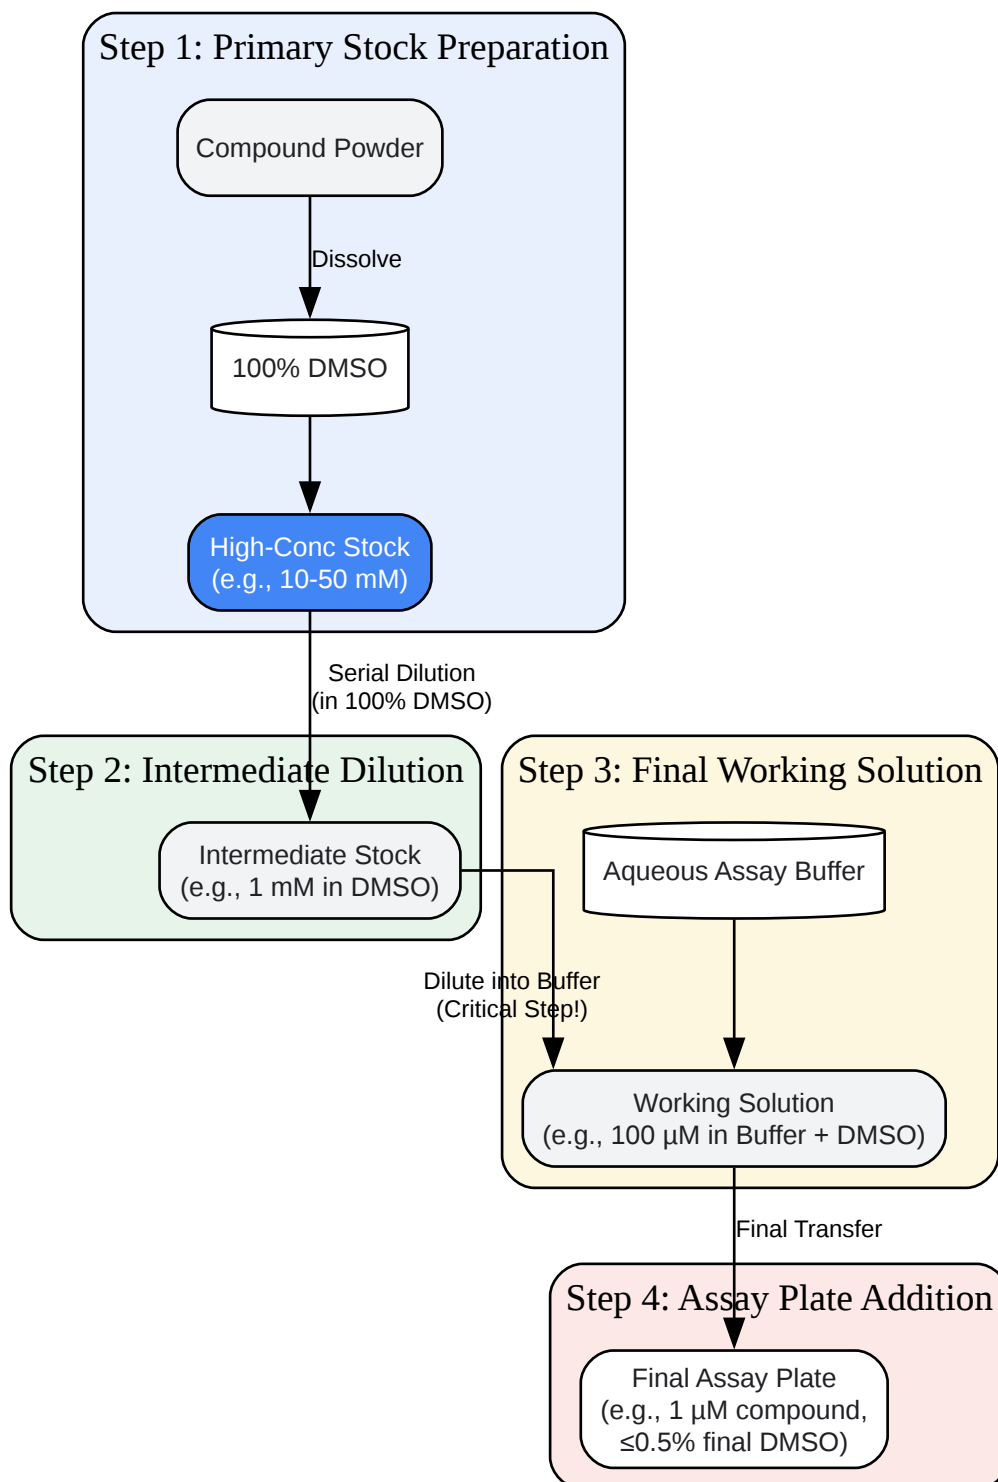 Step 1: Primary Stock Preparation
Compound Powder
Dissolve
100% DMSO
High-Conc Stock
(e.g., 10-50 mM)
Serial Dilution
(in 100% DMSO)
Step 2: Intermediate Dilution
Intermediate Stock
(e.g., 1 mM in DMSO)
Step 3: Final Working Solution
Aqueous Assay Buffer
Dilute into Buffer
(Critical Step!)
Working Solution
(e.g., 100 µM in Buffer + DMSO)
Final Transfer
Step 4: Assay Plate Addition
Final Assay Plate
(e.g., 1 µM compound,
≤0.5% final DMSO)